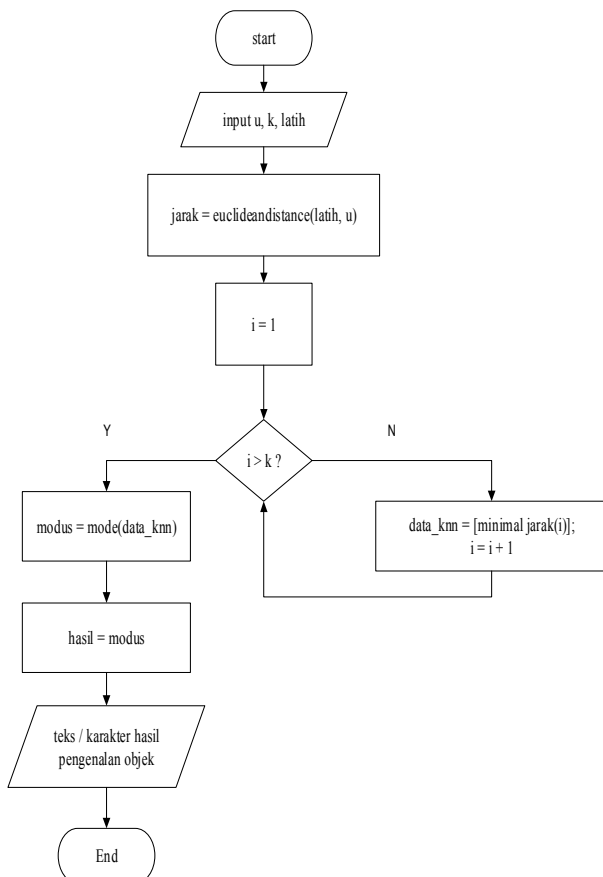 start
input u, k, latih
jarak = euclideandistance(latih, u)
i = 1
Y
N
i > k ?
modus = mode(data_knn)
data_knn = [minimal jarak(i)];
i = i + 1
hasil = modus
teks / karakter hasil
pengenalan objek
End